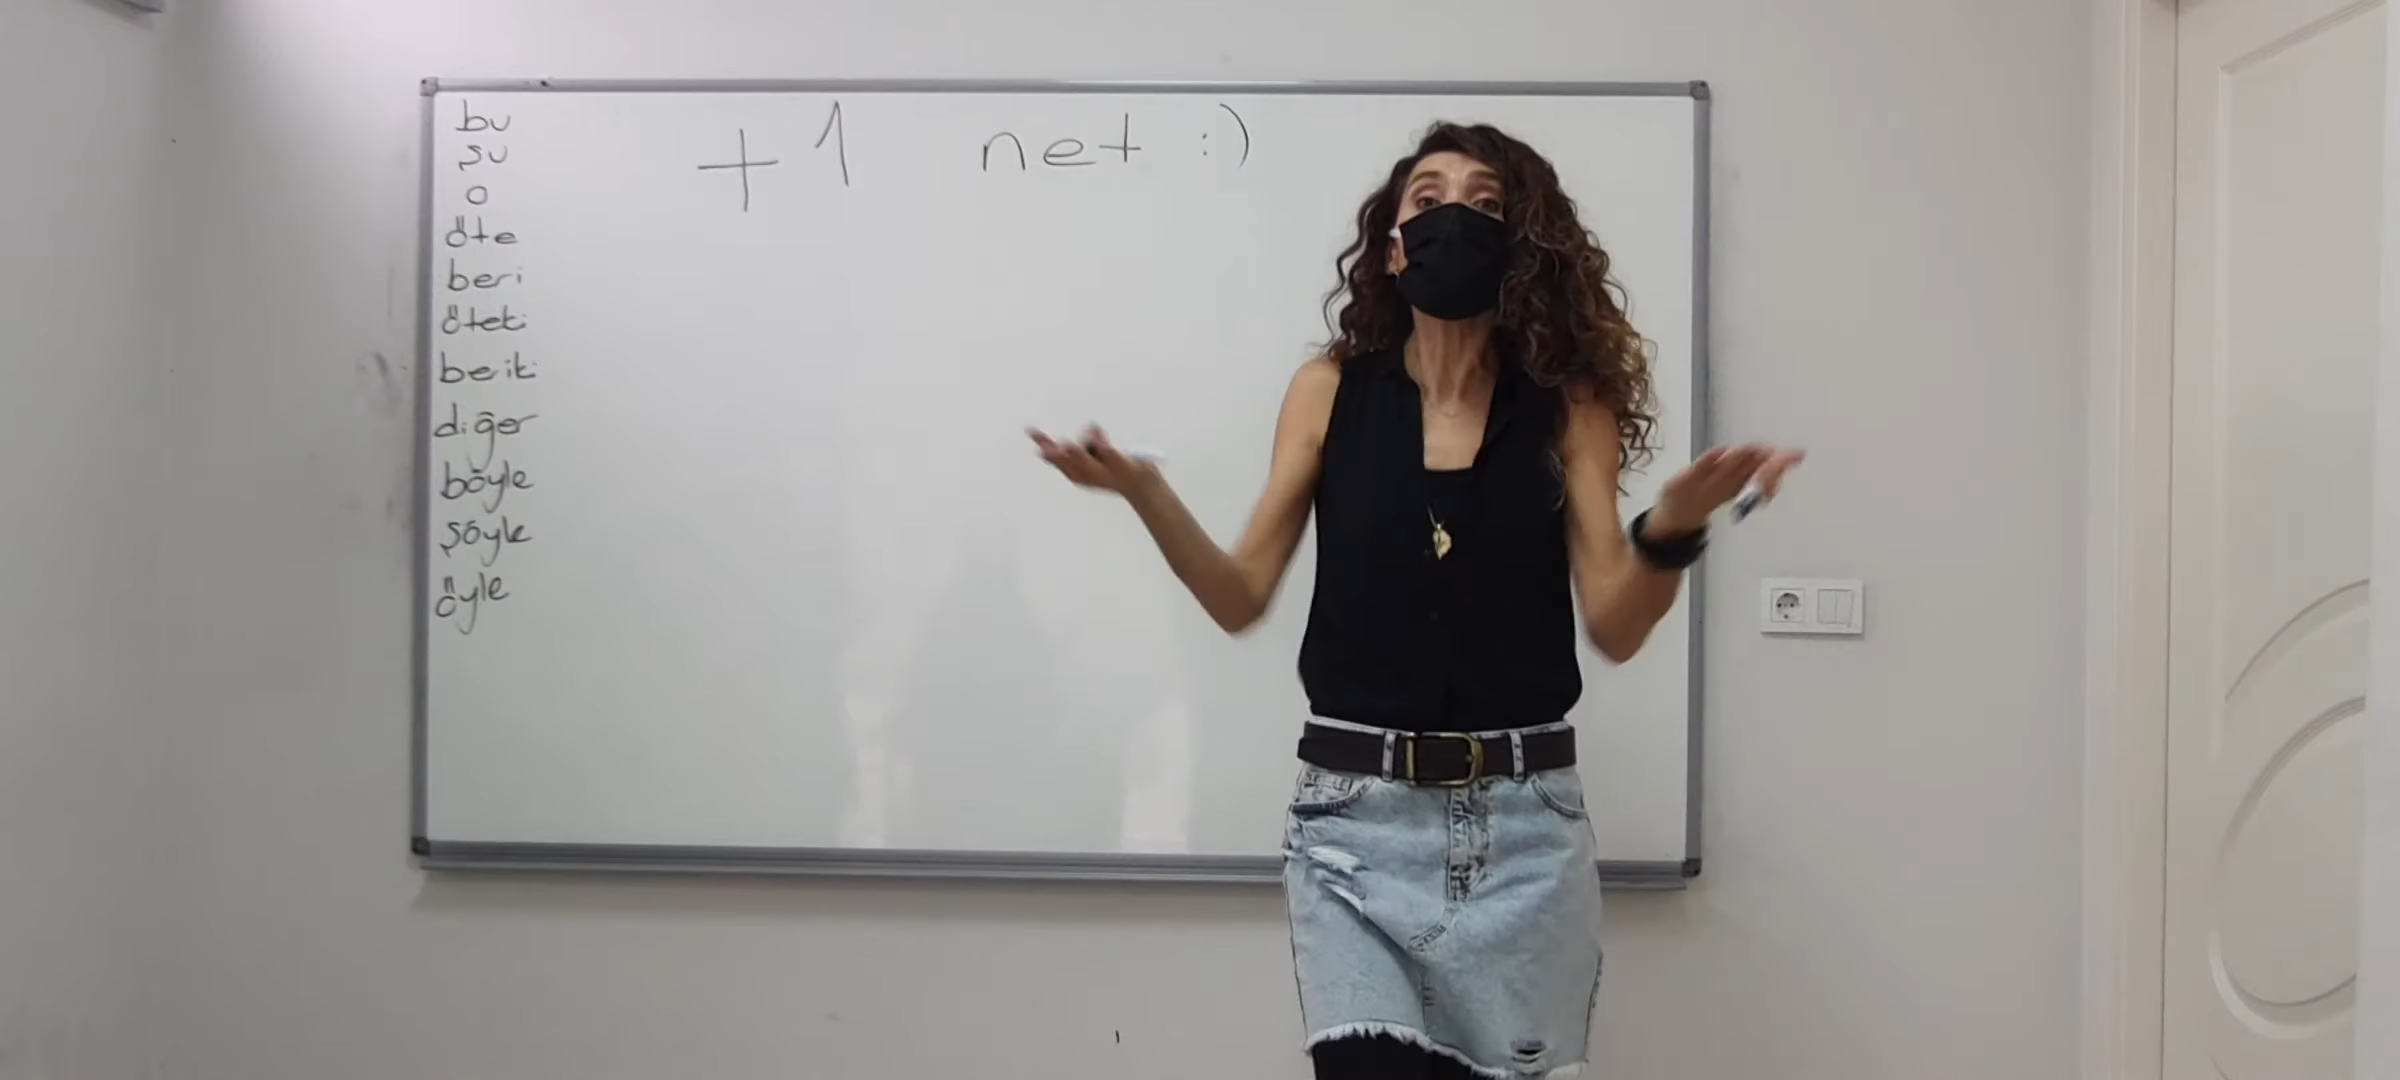 +1 net :)
bu
şu
o
öte
beri
öteki
beriki
diğer
böyle
şöyle
öyle